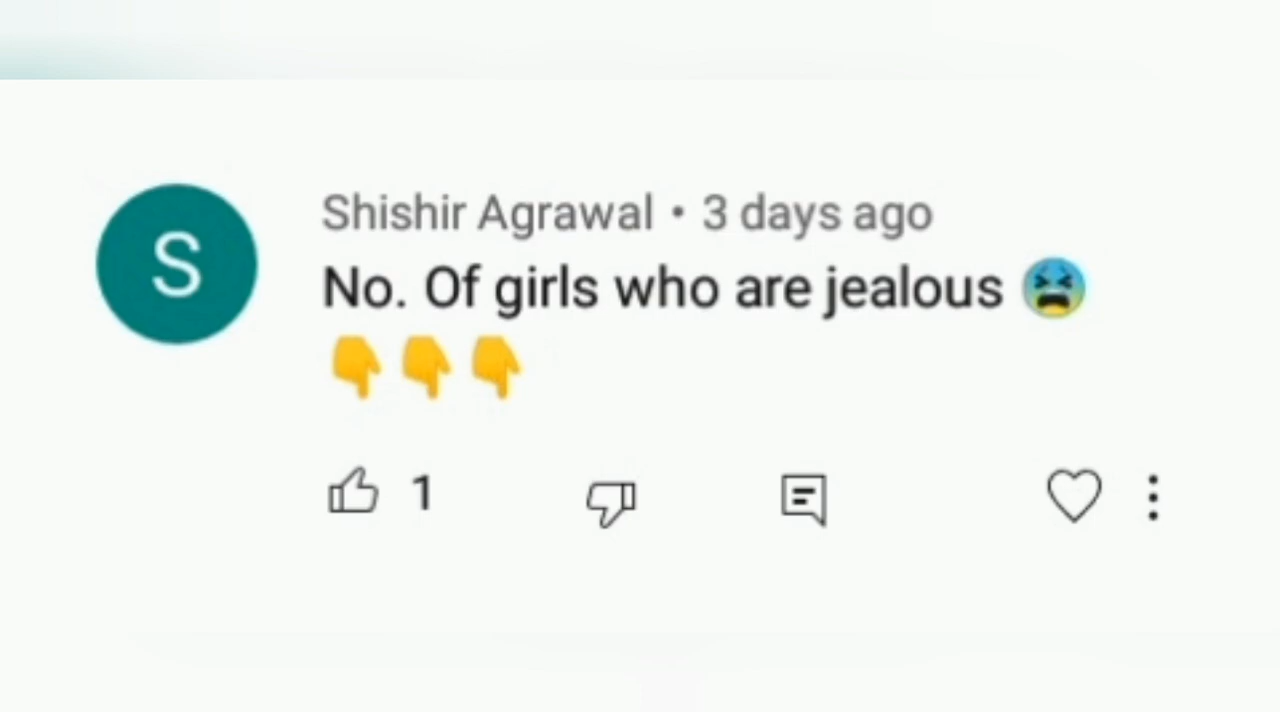 S
Shishir Agrawal • 3 days ago
No. Of girls who are jealous 😫
👇👇👇
1